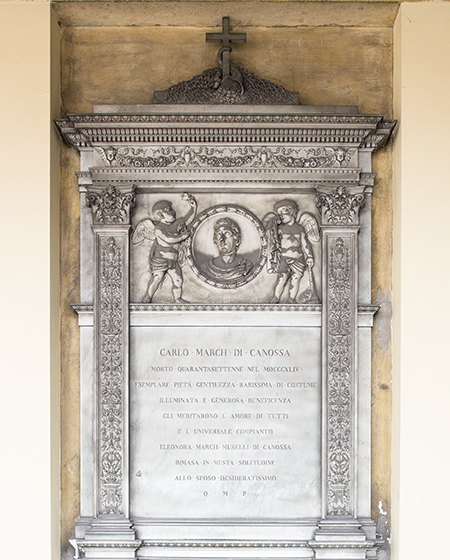 CARLO · MARCH · DI · CANOSSA
MORTO · QUARANTASETTENNE · NEL · MDCCCXLIV ·
ESEMPLARE · PIETÀ · GENTILEZZA · RARISSIMA · DI · COSTUME
ILLUMINATA · E · GENEROSA · BENEFICENZA
GLI · MERITARONO · L · AMORE · DI · TUTTI
E · L · UNIVERSALE · COMPIANTO
ELEONORA · MARCH · MUSELLI · DI · CANOSSA
RIMASA · IN · MESTA · SOLITUDINE
ALLO · SPOSO · DESIDERATISSIMO
Q · M · P ·